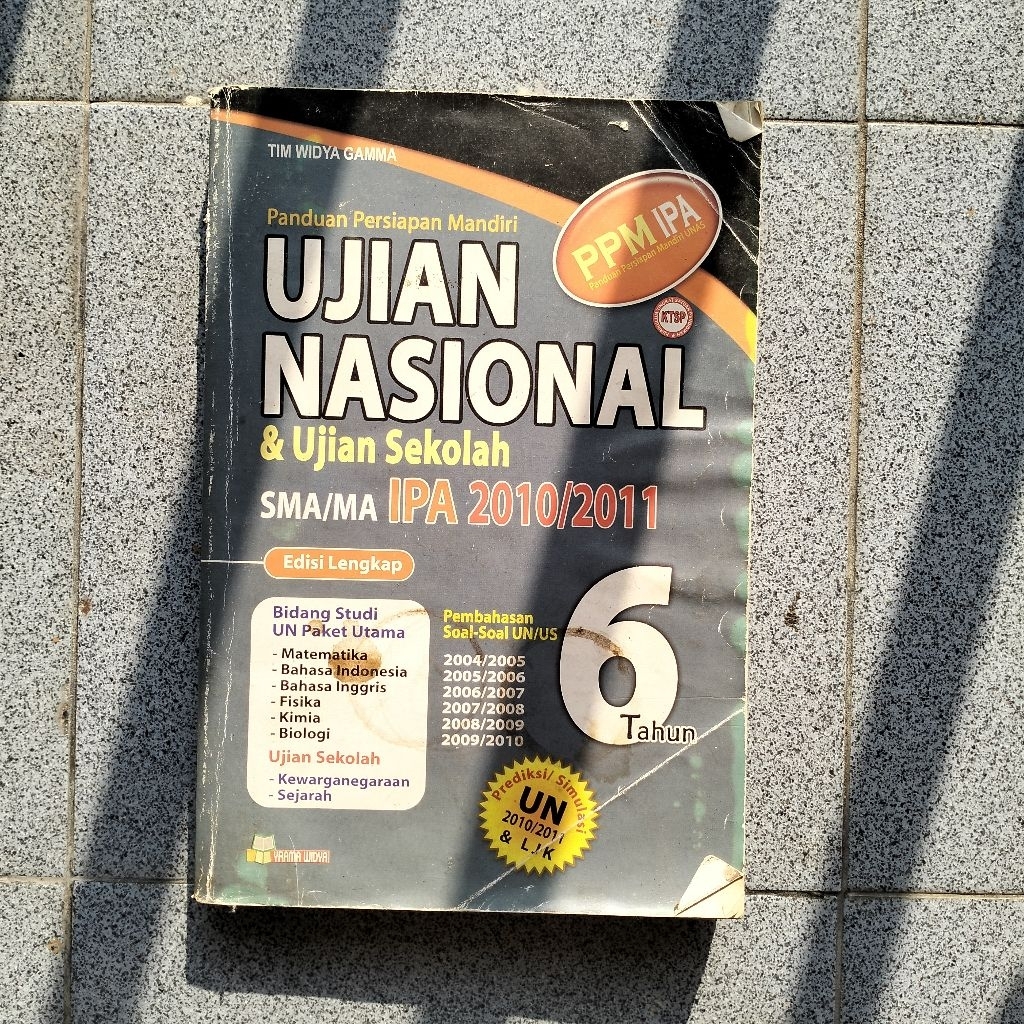 TIM WIDYA GAMMA
PPM IPA
Panduan Persiapan Mandiri UNAS
KTSP
Panduan Persiapan Mandiri
UJIAN
NASIONAL
& Ujian Sekolah
SMA/MA IPA 2010/2011
Edisi Lengkap
Bidang Studi
UN Paket Utama
- Matematika
- Bahasa Indonesia
- Bahasa Inggris
- Fisika
- Kimia
- Biologi
Ujian Sekolah
- Kewarganegaraan
- Sejarah
Pembahasan
Soal-Soal UN/US
2004/2005
2005/2006
2006/2007
2007/2008
2008/2009
2009/2010
6
Tahun
Prediksi/ Simulasi
UN
2010/2011
& LJK
YRAMA WIDYA